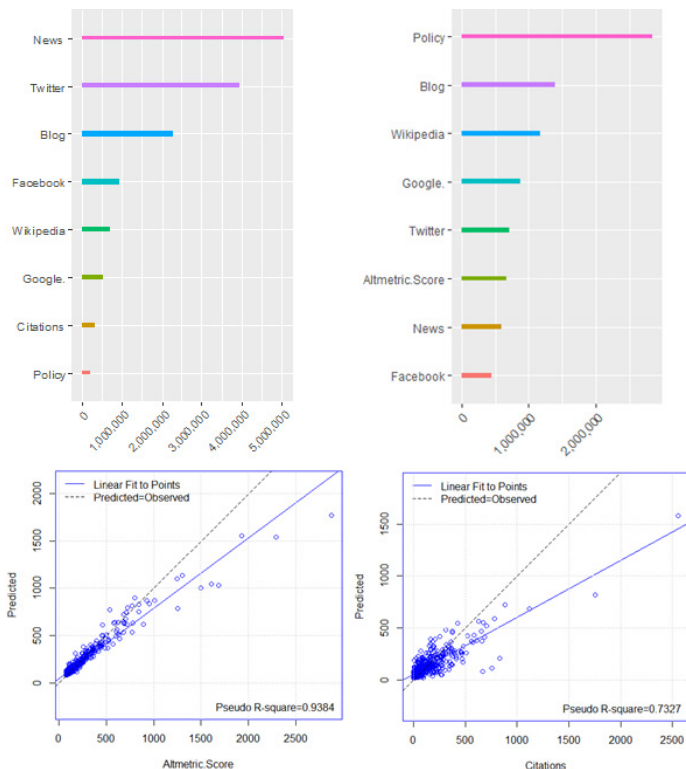 News
Twitter
Blog
Facebook
Wikipedia
Google.
Citations
Policy
0
1,000,000
2,000,000
3,000,000
4,000,000
5,000,000
Policy
Blog
Wikipedia
Google.
Twitter
Altmetric.Score
News
Facebook
0
1,000,000
2,000,000
Linear Fit to Points
Predicted=Observed
Predicted
2000
1500
1000
500
0
Pseudo R-square=0.9384
0 500 1000 1500 2000 2500
Altmetric.Score
Linear Fit to Points
Predicted=Observed
Predicted
1500
1000
500
0
Pseudo R-square=0.7327
0 500 1000 1500 2000 2500
Citations